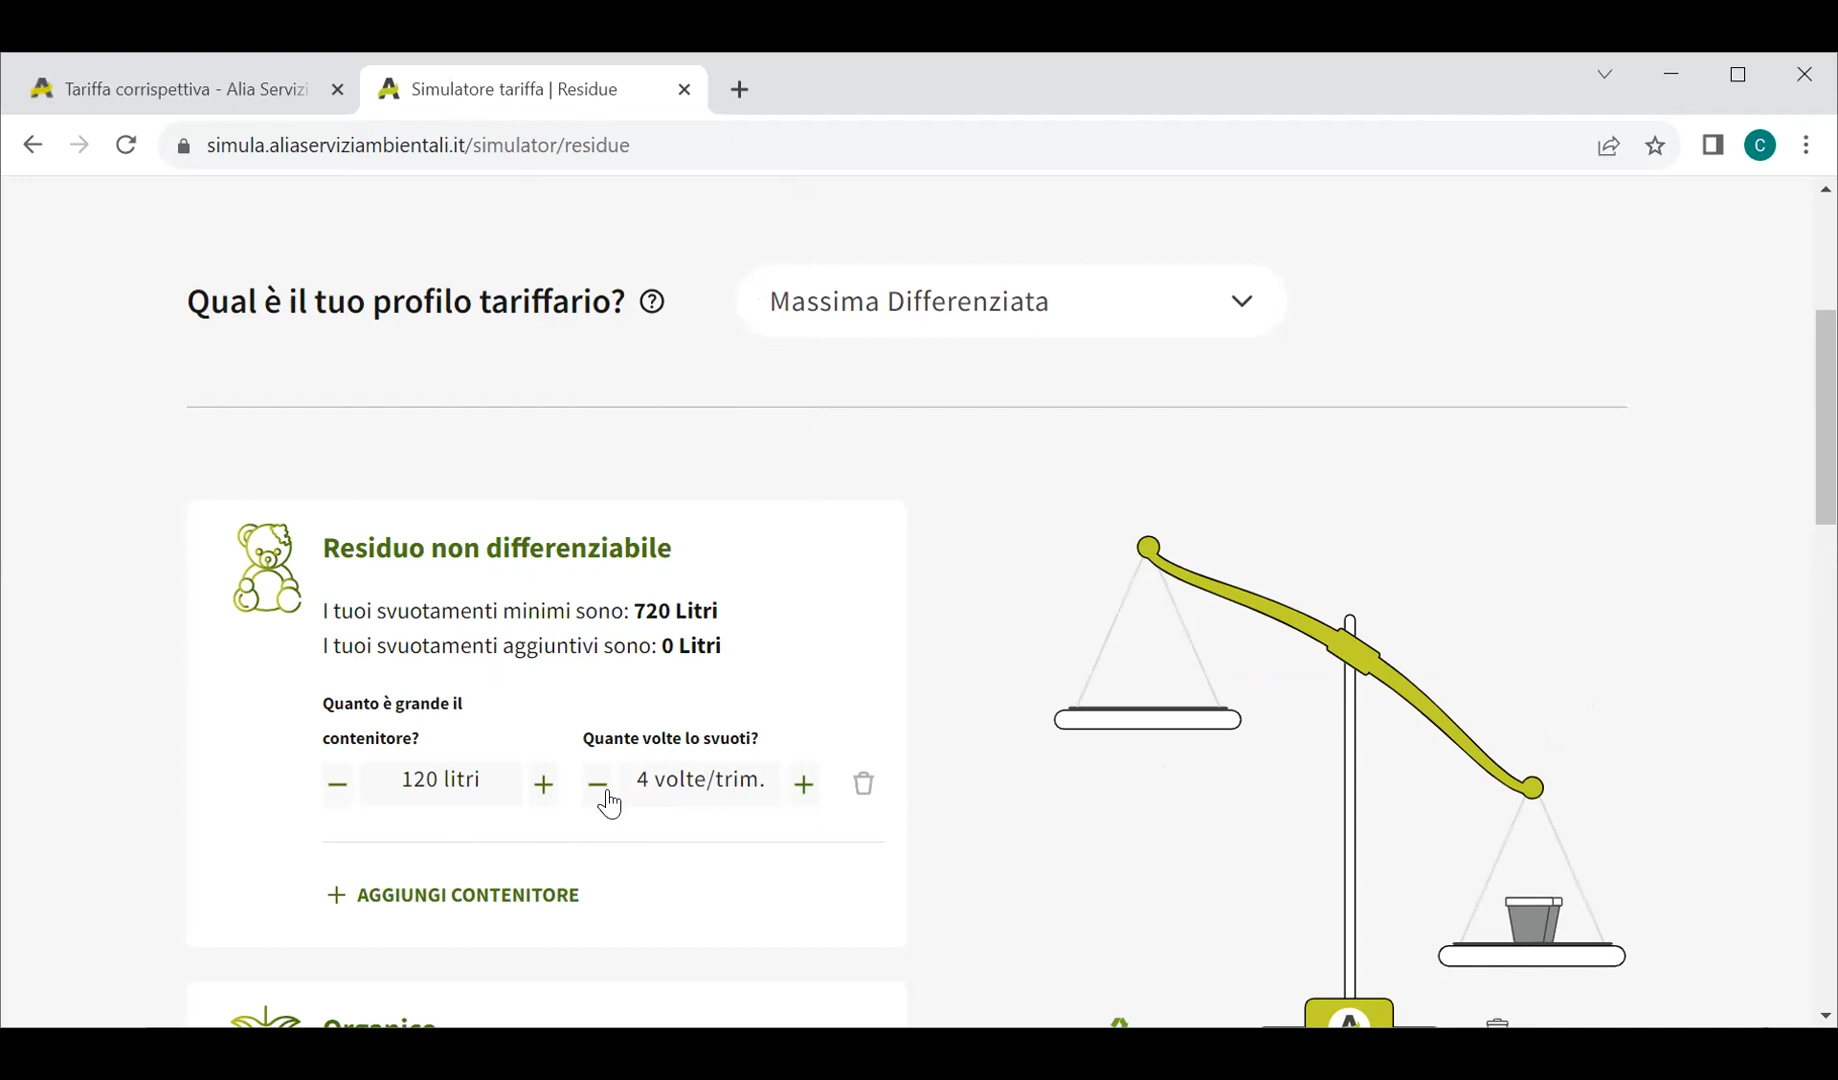 Tariffa corrispettiva - Alia Servizi
Simulatore tariffa | Residue
simula.aliaserviziambientali.it/simulator/residue
C
Qual è il tuo profilo tariffario? ?
Massima Differenziata
Residuo non differenziabile
I tuoi svuotamenti minimi sono: 720 Litri
I tuoi svuotamenti aggiuntivi sono: 0 Litri
Quanto è grande il
contenitore?
Quante volte lo svuoti?
− 120 litri +
− 4 volte/trim. +
+ AGGIUNGI CONTENITORE
Organico